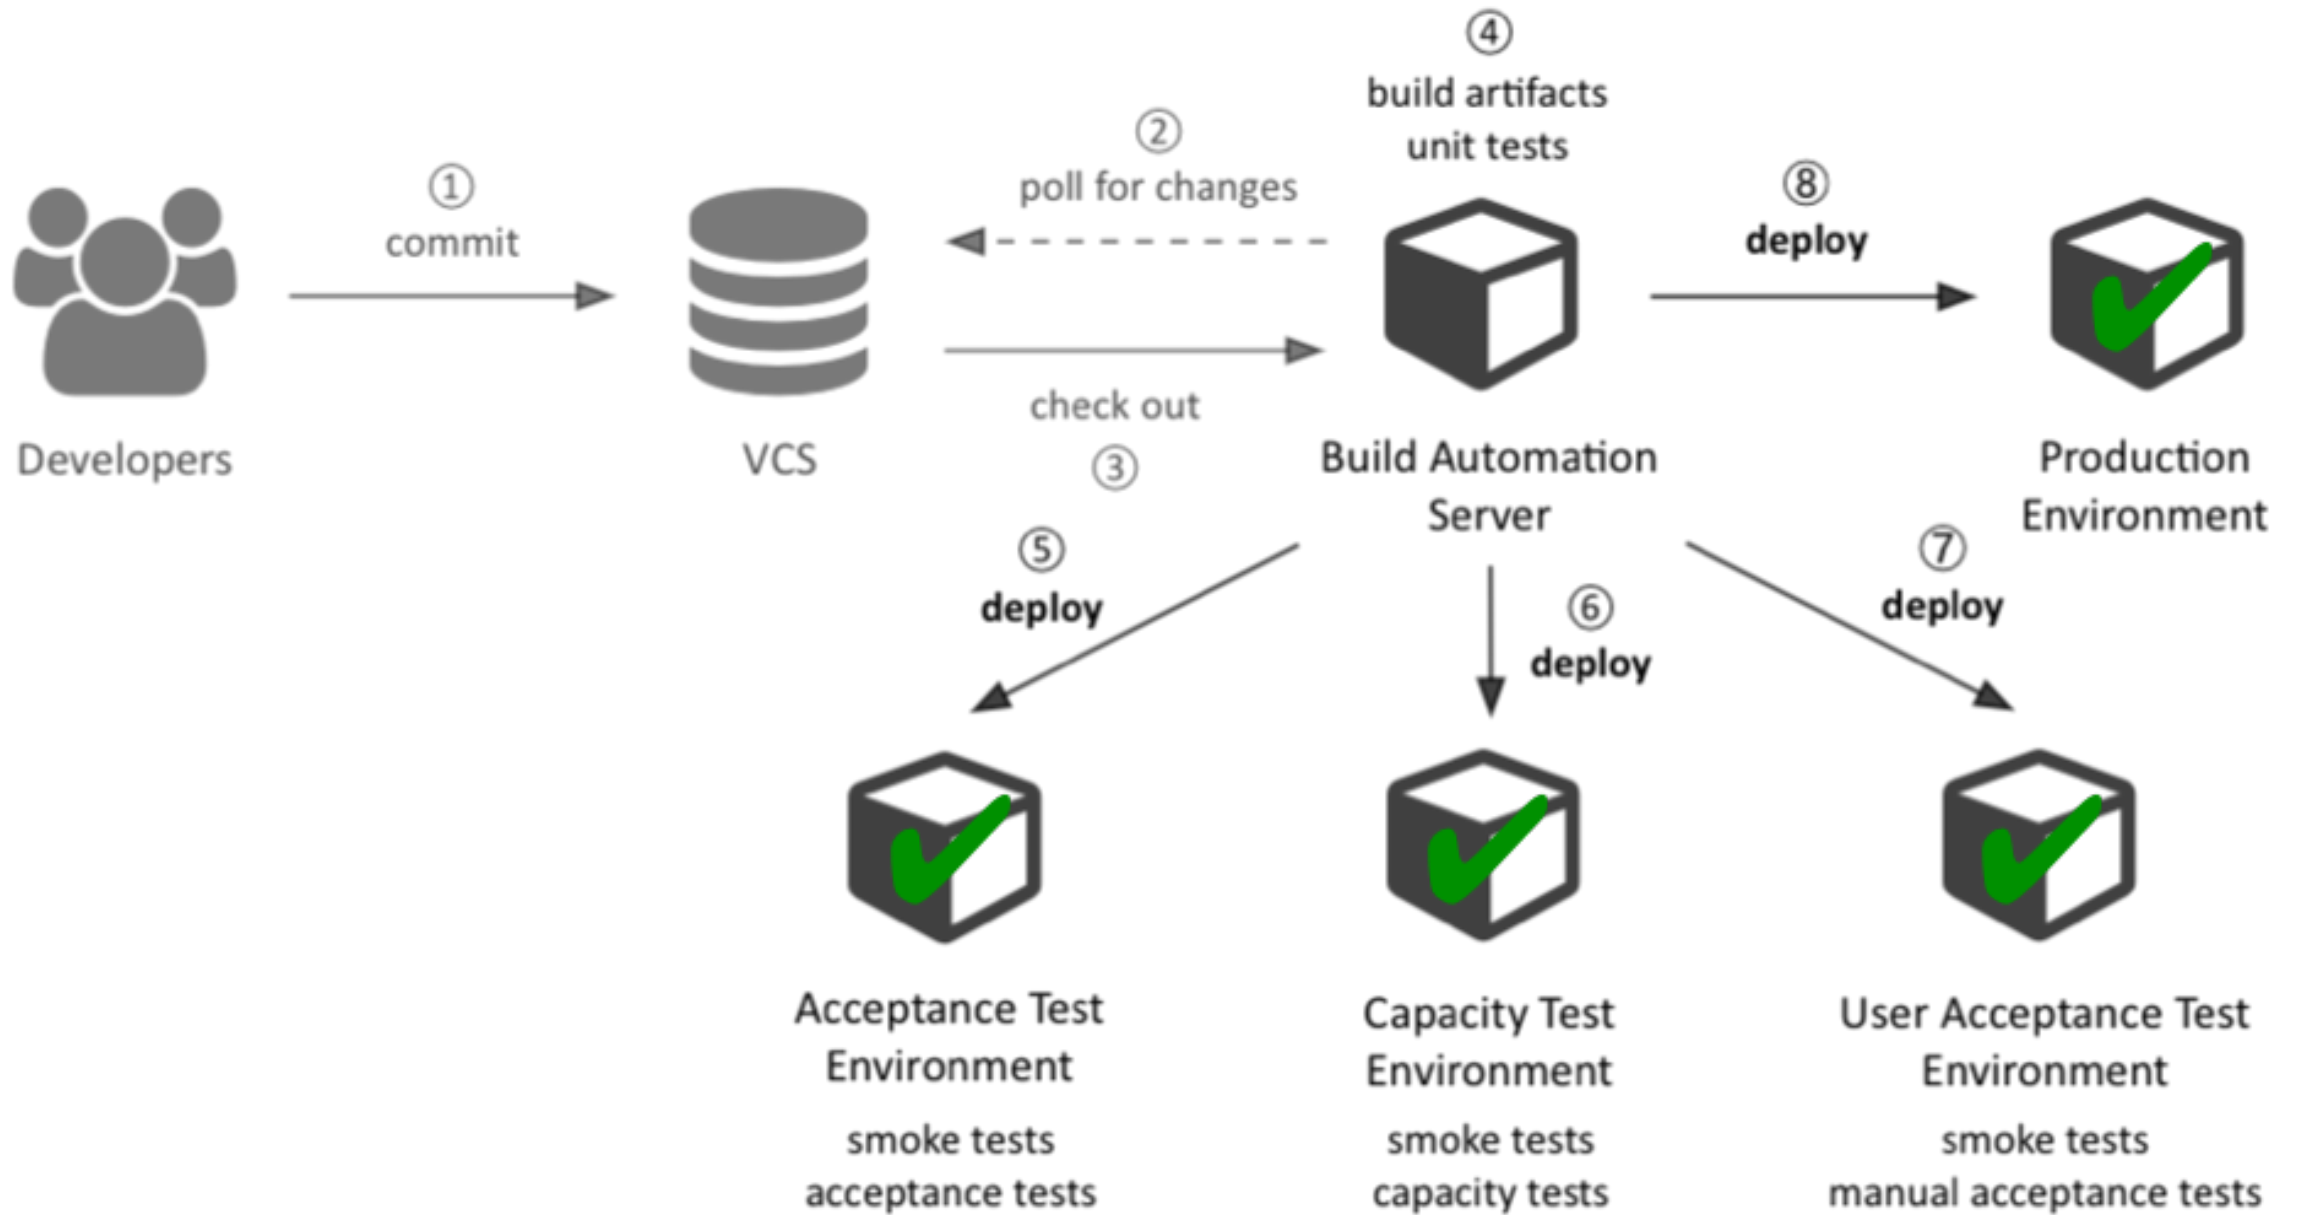 ①
commit
Developers
VCS
②
poll for changes
check out
③
④
build artifacts
unit tests
Build Automation
Server
⑧
deploy
Production
Environment
⑤
deploy
⑥
deploy
⑦
deploy
Acceptance Test
Environment
smoke tests
acceptance tests
Capacity Test
Environment
smoke tests
capacity tests
User Acceptance Test
Environment
smoke tests
manual acceptance tests